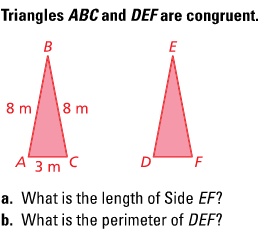 Triangles ABC and DEF are congruent.
B E
8 m 8 m
A 3 m C D F
a. What is the length of Side EF?
b. What is the perimeter of DEF?